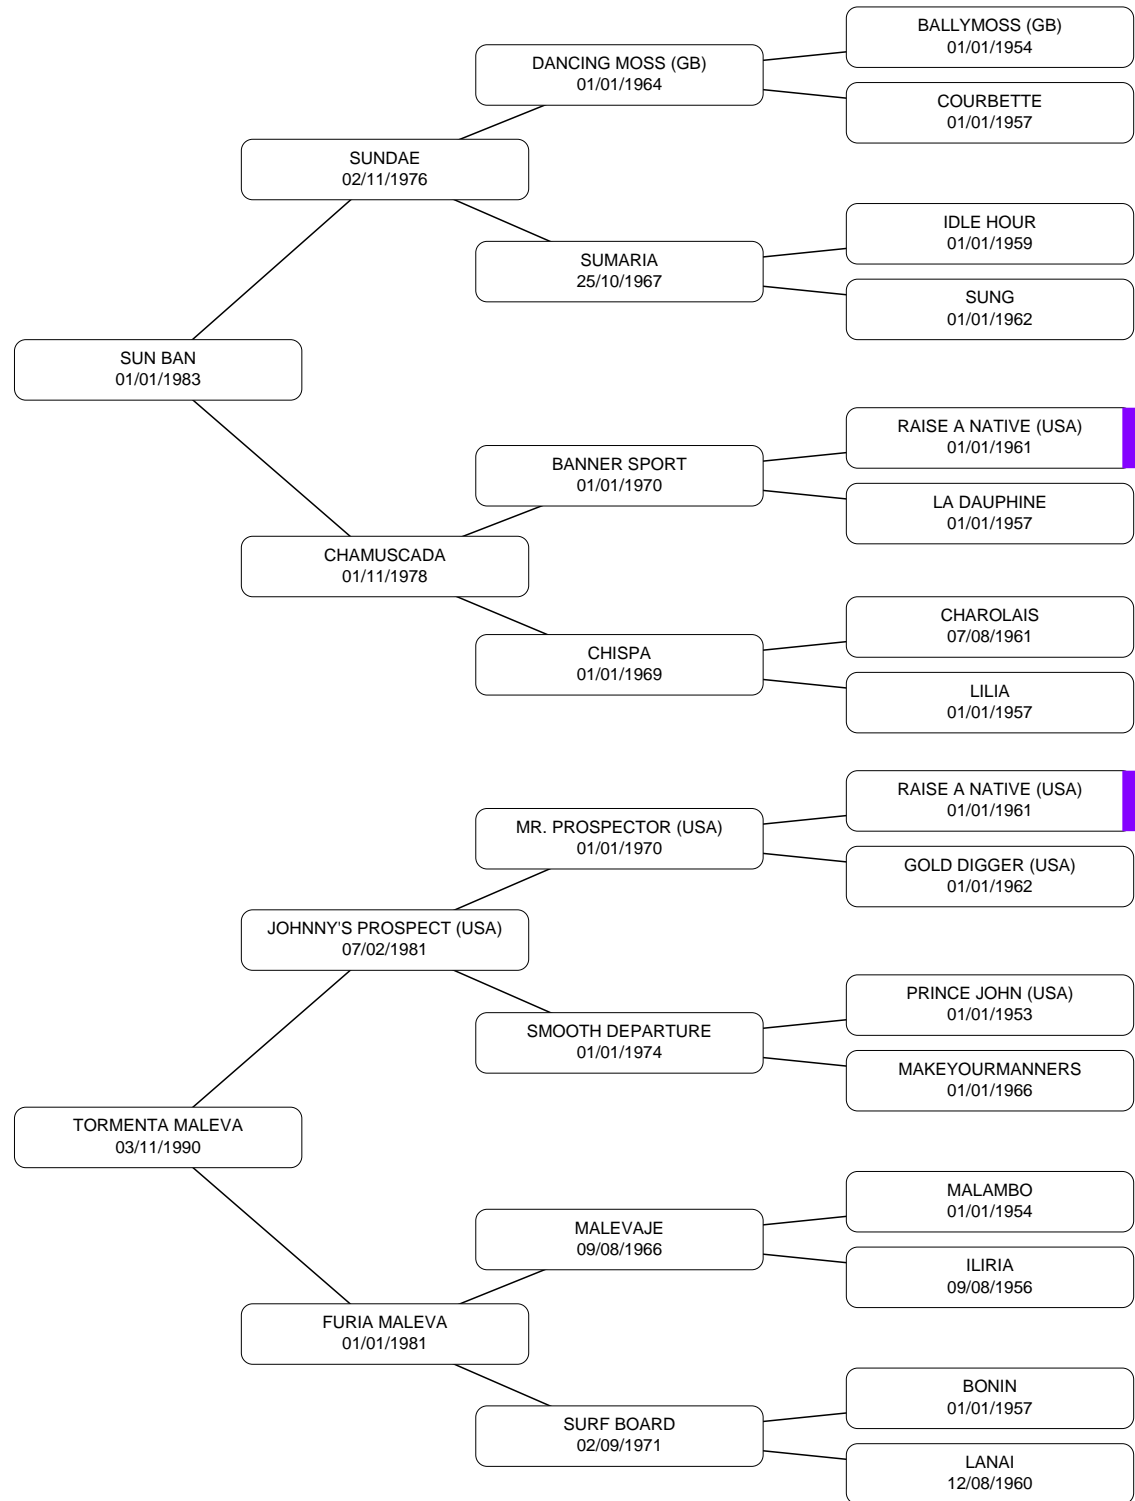 BALLYMOSS (GB)
01/01/1954
DANCING MOSS (GB)
01/01/1964
COURBETTE
01/01/1957
SUNDAE
02/11/1976
IDLE HOUR
01/01/1959
SUMARIA
25/10/1967
SUNG
01/01/1962
SUN BAN
01/01/1983
RAISE A NATIVE (USA)
01/01/1961
BANNER SPORT
01/01/1970
LA DAUPHINE
01/01/1957
CHAMUSCADA
01/11/1978
CHAROLAIS
07/08/1961
CHISPA
01/01/1969
LILIA
01/01/1957
RAISE A NATIVE (USA)
01/01/1961
MR. PROSPECTOR (USA)
01/01/1970
GOLD DIGGER (USA)
01/01/1962
JOHNNY'S PROSPECT (USA)
07/02/1981
PRINCE JOHN (USA)
01/01/1953
SMOOTH DEPARTURE
01/01/1974
MAKEYOURMANNERS
01/01/1966
TORMENTA MALEVA
03/11/1990
MALAMBO
01/01/1954
MALEVAJE
09/08/1966
ILIRIA
09/08/1956
FURIA MALEVA
01/01/1981
BONIN
01/01/1957
SURF BOARD
02/09/1971
LANAI
12/08/1960